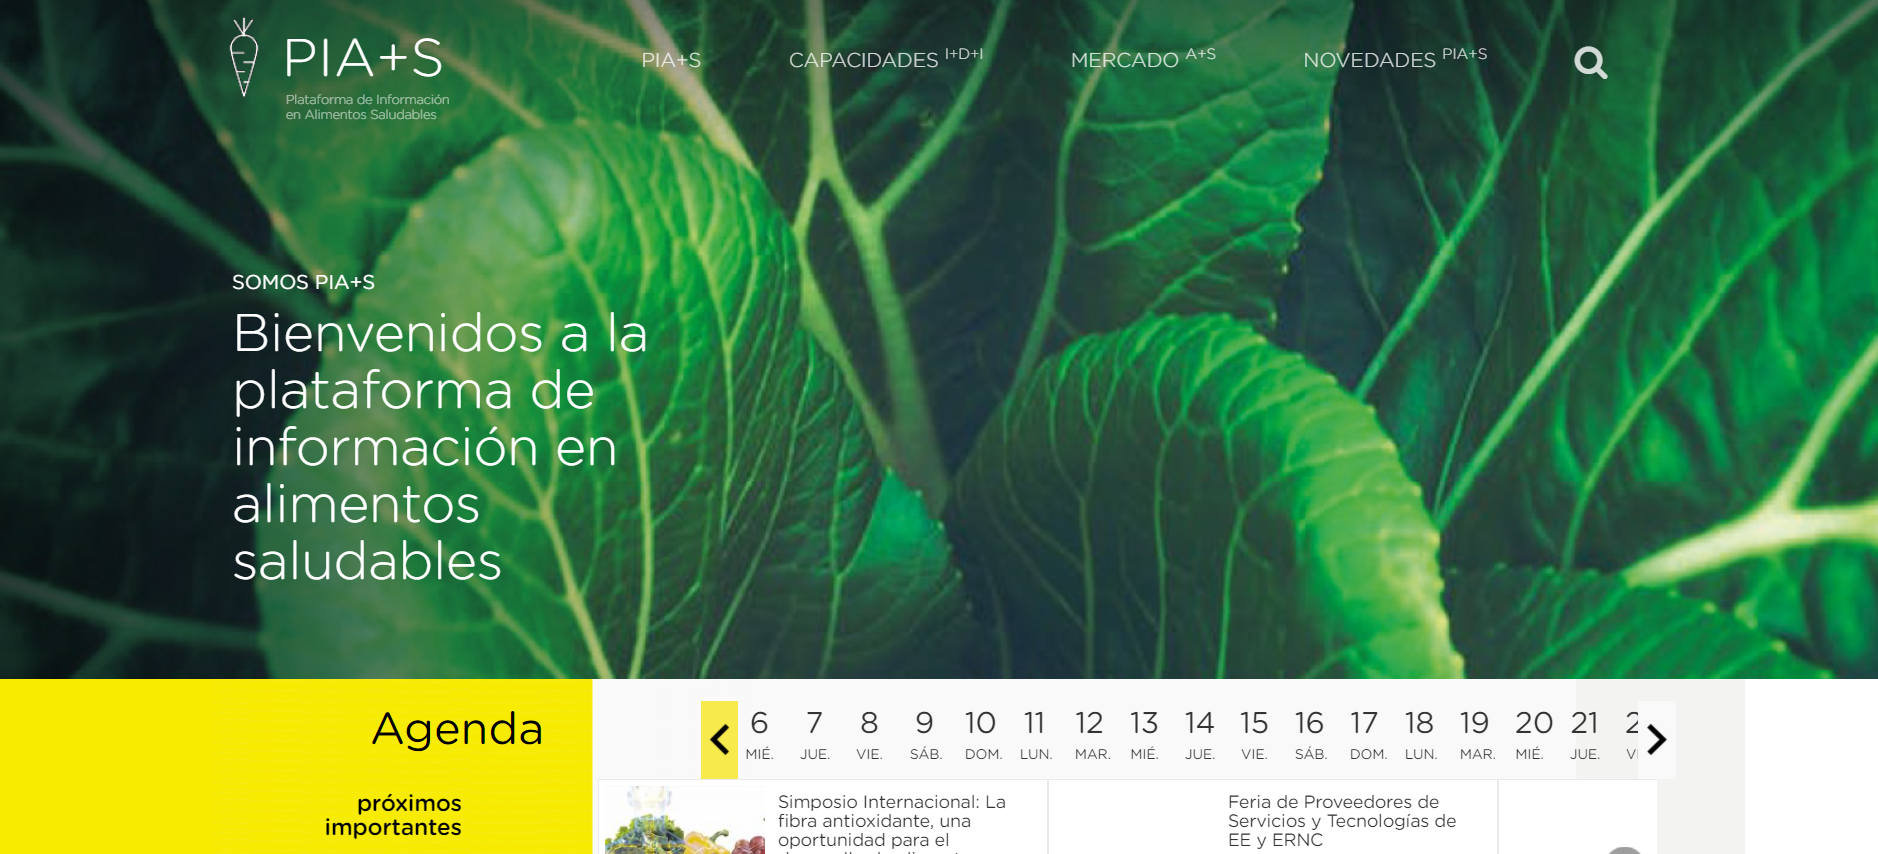 PIA+S
Plataforma de Información
en Alimentos Saludables
PIA+S
CAPACIDADES I+D+I
MERCADO A+S
NOVEDADES PIA+S
SOMOS PIA+S
Bienvenidos a la
plataforma de
información en
alimentos
saludables
Agenda
próximos
importantes
6 7 8 9 10 11 12 13 14 15 16 17 18 19 20 21
MIÉ. JUE. VIE. SÁB. DOM. LUN. MAR. MIÉ. JUE. VIE. SÁB. DOM. LUN. MAR. MIÉ. JUE.
Simposio Internacional: La
fibra antioxidante, una
oportunidad para el
Feria de Proveedores de
Servicios y Tecnologías de
EE y ERNC